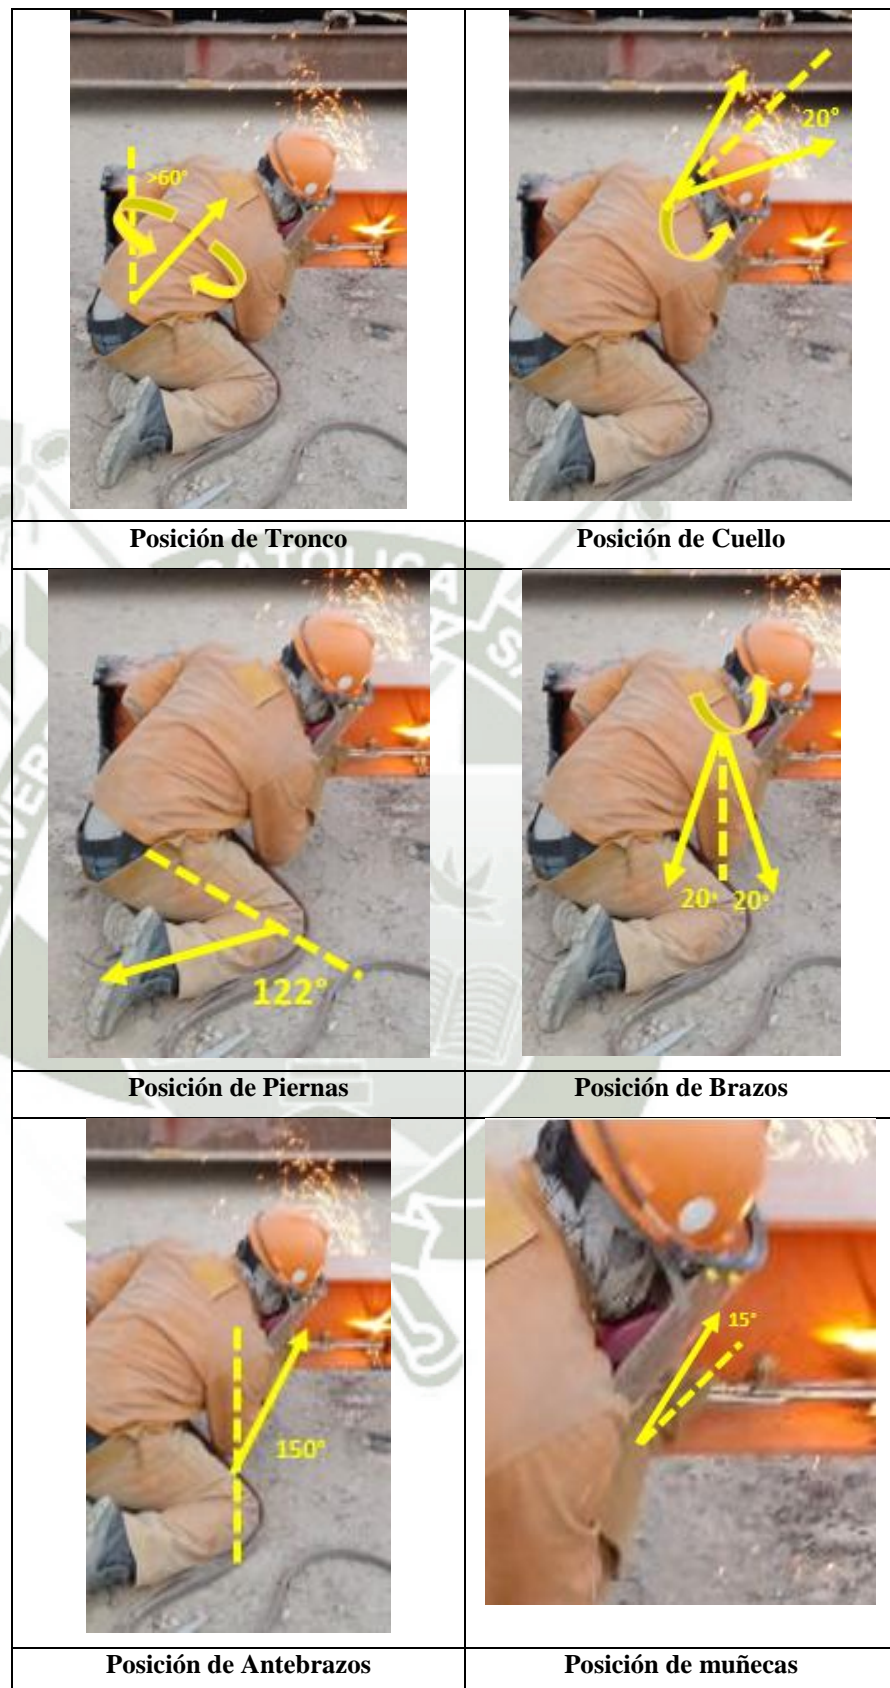 >60°
20°
Posición de Tronco
Posición de Cuello
122°
20° 20°
Posición de Piernas
Posición de Brazos
150°
15°
Posición de Antebrazos
Posición de muñecas
CATOLICA